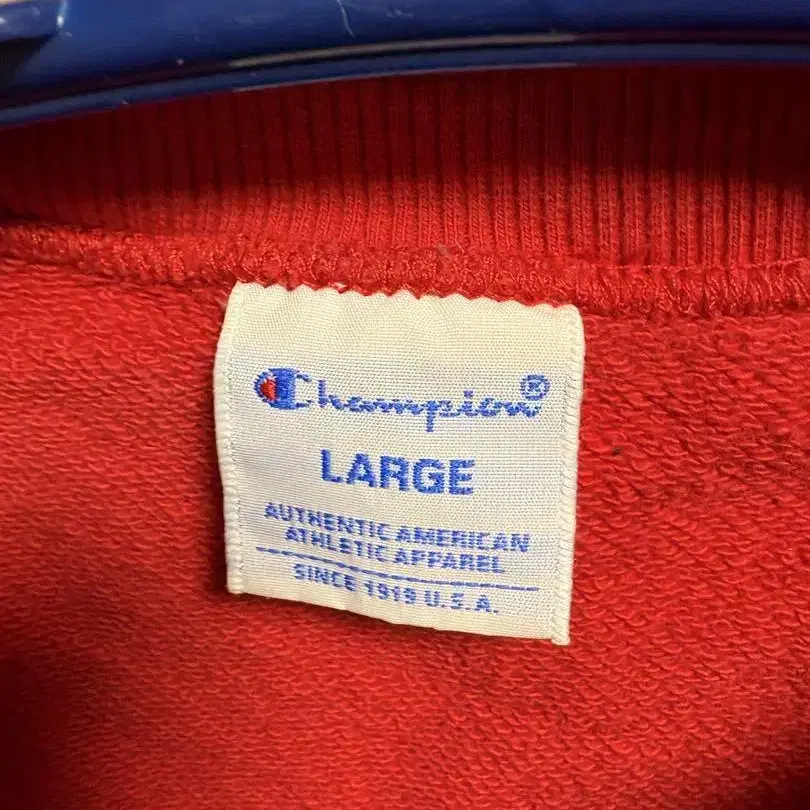 Champion®
LARGE
AUTHENTIC AMERICAN
ATHLETIC APPAREL
SINCE 1919 U.S.A.